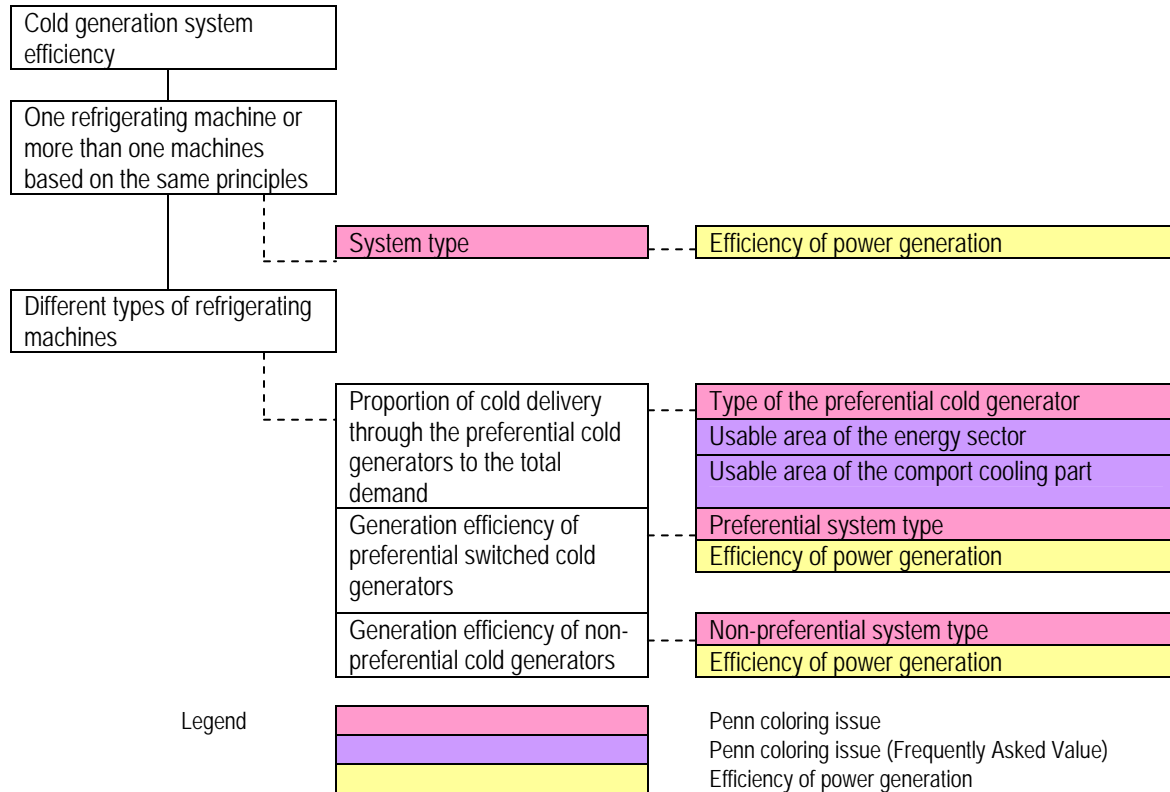 Cold generation system
efficiency
One refrigerating machine or
more than one machines
based on the same principles
System type
Efficiency of power generation
Different types of refrigerating
machines
Proportion of cold delivery
through the preferential cold
generators to the total
demand
Type of the preferential cold generator
Usable area of the energy sector
Usable area of the comport cooling part
Generation efficiency of
preferential switched cold
generators
Preferential system type
Efficiency of power generation
Generation efficiency of non-
preferential cold generators
Non-preferential system type
Efficiency of power generation
Legend
Penn coloring issue
Penn coloring issue (Frequently Asked Value)
Efficiency of power generation